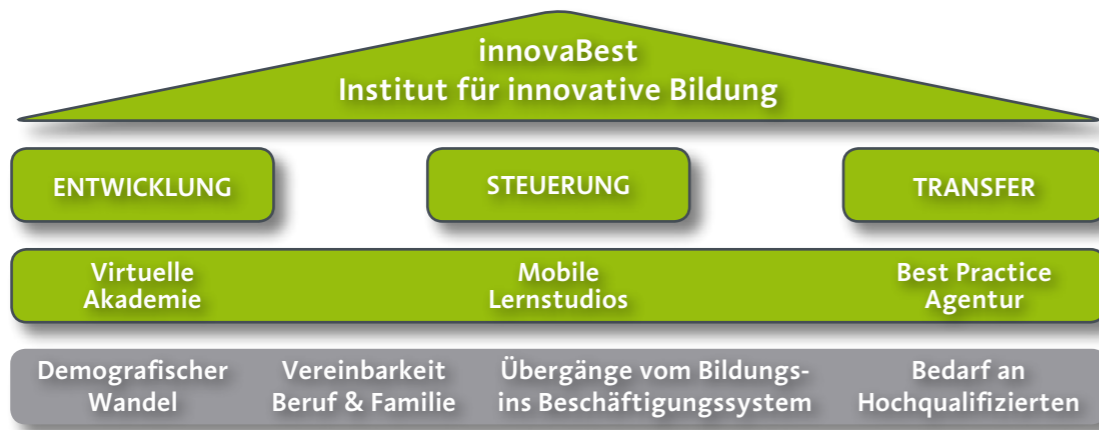 innovaBest
Institut für innovative Bildung
ENTWICKLUNG
STEUERUNG
TRANSFER
Virtuelle
Akademie
Mobile
Lernstudios
Best Practice
Agentur
Demografischer
Wandel
Vereinbarkeit
Beruf & Familie
Übergänge vom Bildungs-
ins Beschäftigungssystem
Bedarf an
Hochqualifizierten